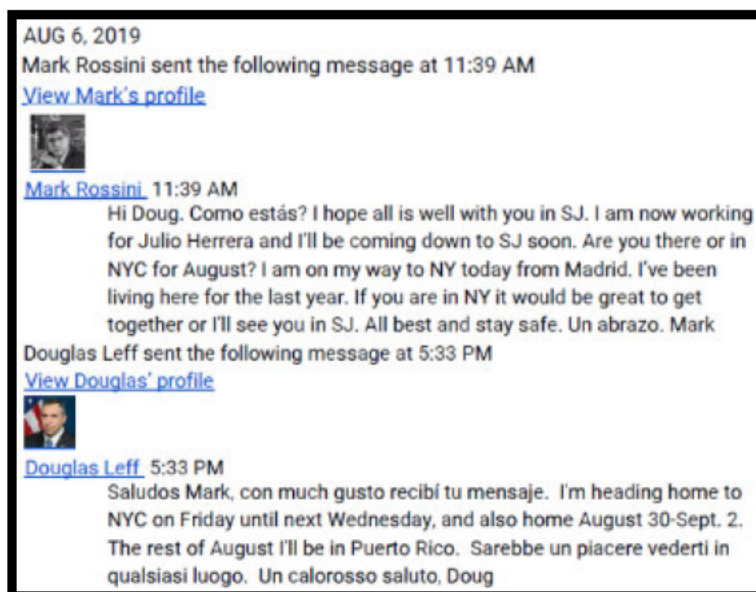 AUG 6, 2019
Mark Rossini sent the following message at 11:39 AM
View Mark's profile
Mark Rossini 11:39 AM
Hi Doug. Como estás? I hope all is well with you in SJ. I am now working
for Julio Herrera and I'll be coming down to SJ soon. Are you there or in
NYC for August? I am on my way to NY today from Madrid. I've been
living here for the last year. If you are in NY it would be great to get
together or I'll see you in SJ. All best and stay safe. Un abrazo. Mark
Douglas Leff sent the following message at 5:33 PM
View Douglas' profile
Douglas Leff 5:33 PM
Saludos Mark, con much gusto recibí tu mensaje. I'm heading home to
NYC on Friday until next Wednesday, and also home August 30-Sept. 2.
The rest of August I'll be in Puerto Rico. Sarebbe un piacere vederti in
qualsiasi luogo. Un calorosso saluto, Doug